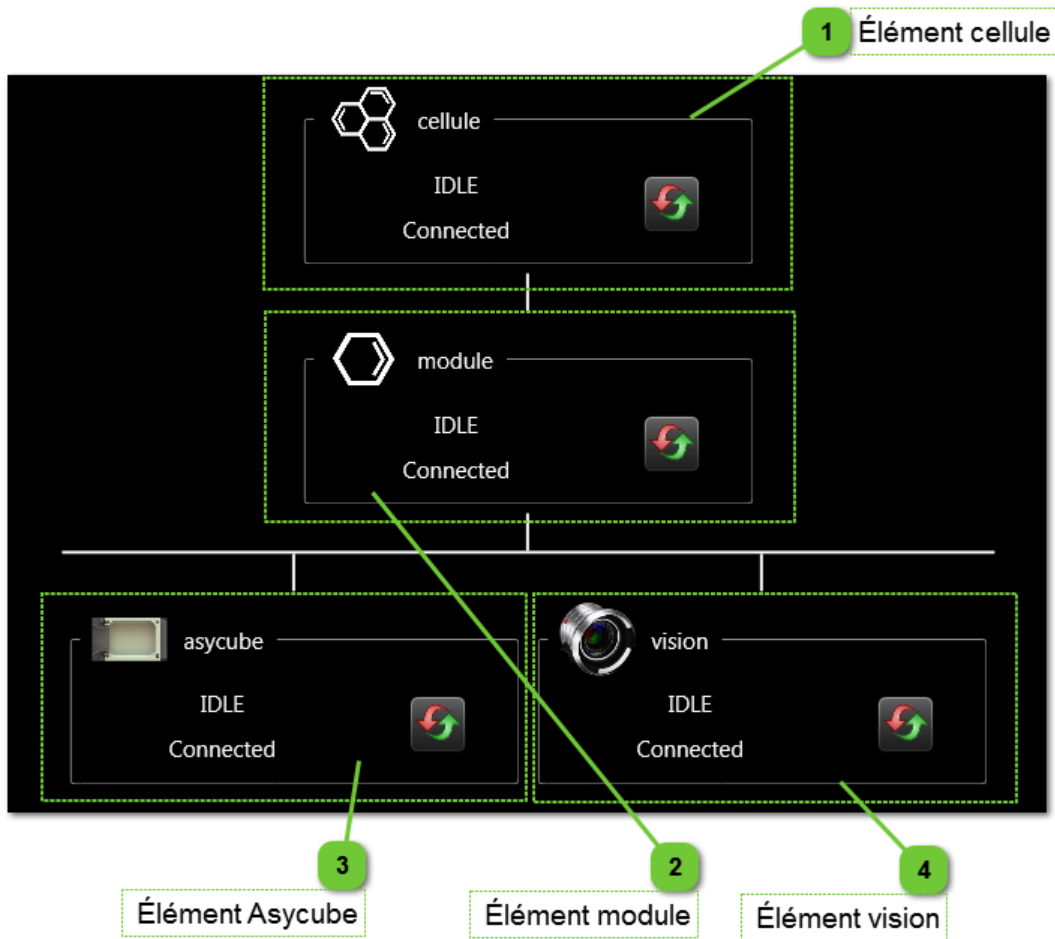 1 Élément cellule
cellule
IDLE
Connected
module
IDLE
Connected
asycube
IDLE
Connected
vision
IDLE
Connected
3
Élément Asycube
2
Élément module
4
Élément vision